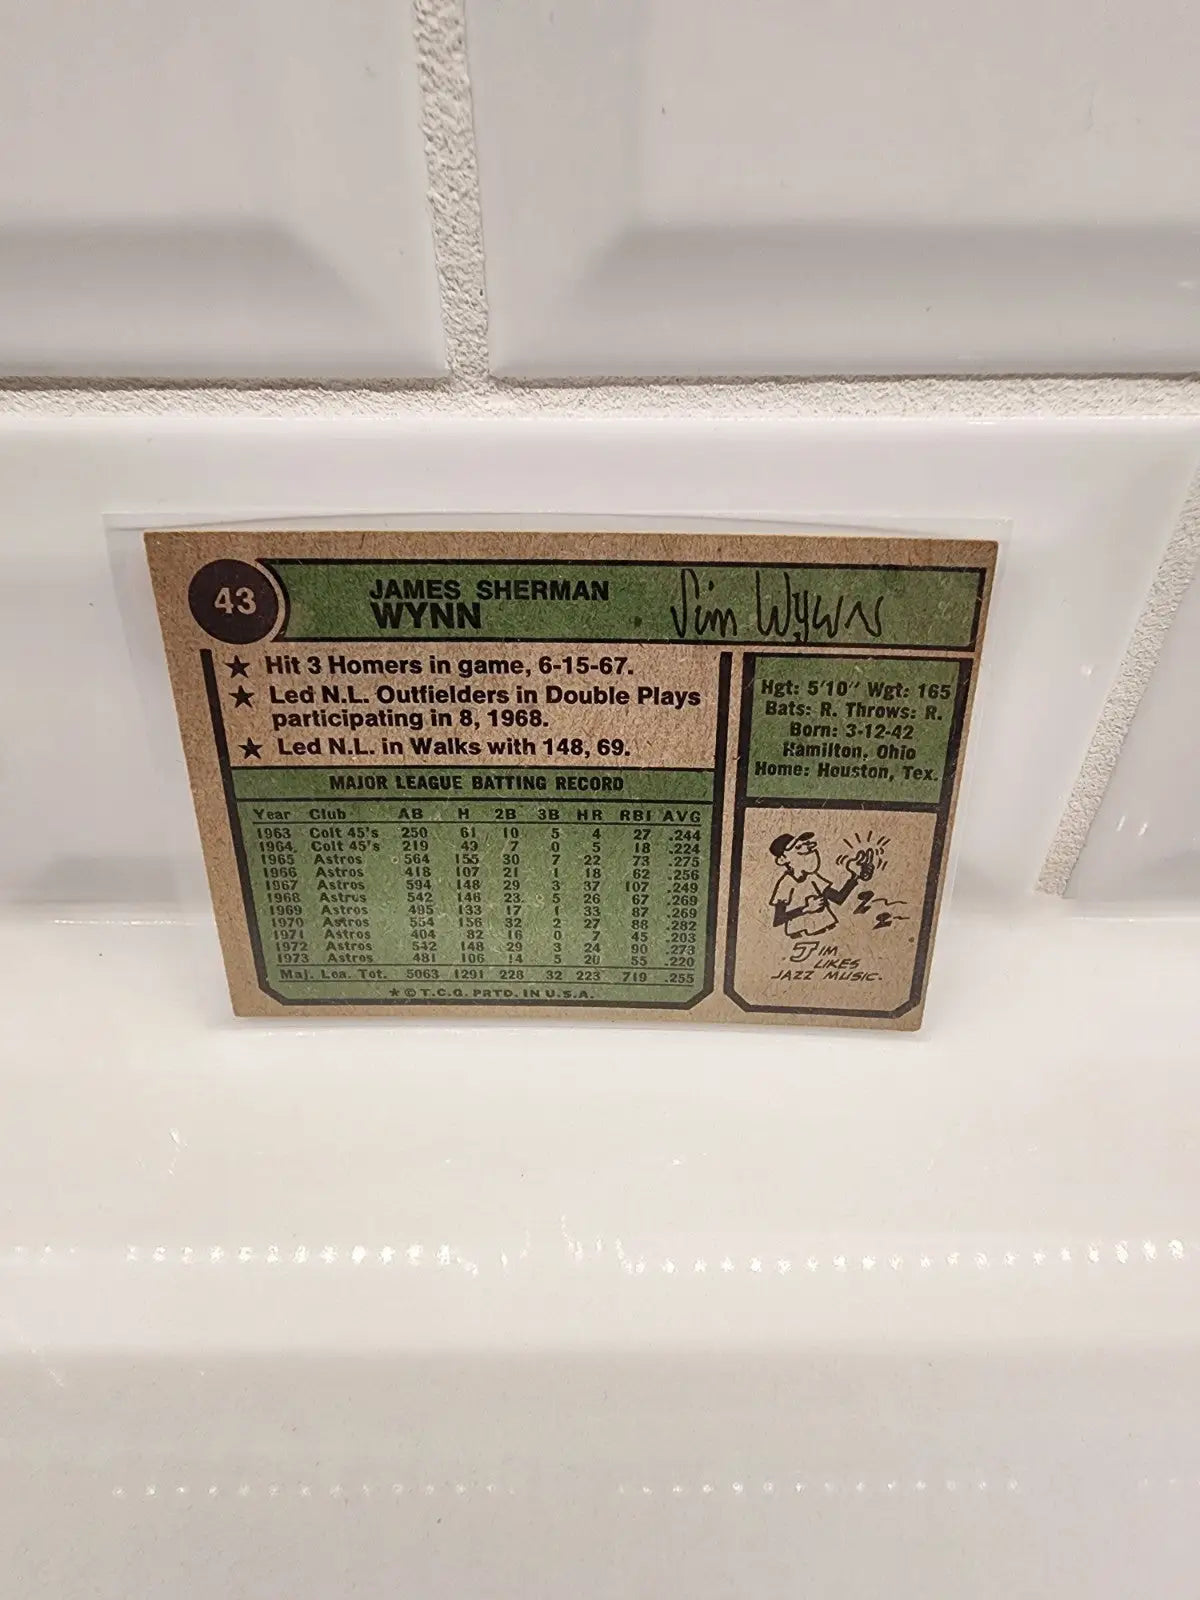 43
JAMES SHERMAN
WYNN
Jim Wynn
★ Hit 3 Homers in game, 6-15-67.
★ Led N.L. Outfielders in Double Plays
participating in 8, 1968.
★ Led N.L. in Walks with 148, 69.
MAJOR LEAGUE BATTING RECORD
Year Club AB H 2B 3B HR RBI AVG
1963 Colt 45's 250 61 10 5 4 27 .244
1964 Colt 45's 219 49 7 0 5 18 .224
1965 Astros 564 155 30 7 22 73 .275
1966 Astros 418 107 21 1 18 62 .256
1967 Astros 594 148 29 3 37 107 .249
1968 Astros 542 146 23 5 26 67 .269
1969 Astros 495 133 17 1 33 87 .269
1970 Astros 554 156 32 2 27 88 .282
1971 Astros 404 82 16 0 7 45 .203
1972 Astros 542 148 29 3 24 90 .273
1973 Astros 481 106 14 5 20 55 .220
Maj. Lea. Tot. 5063 1291 228 32 223 719 .255
* © T.C.G. PRTD. IN U.S.A.
Hgt: 5'10" Wgt: 165
Bats: R. Throws: R.
Born: 3-12-42
Hamilton, Ohio
Home: Houston, Tex.
JIM
LIKES
JAZZ MUSIC.